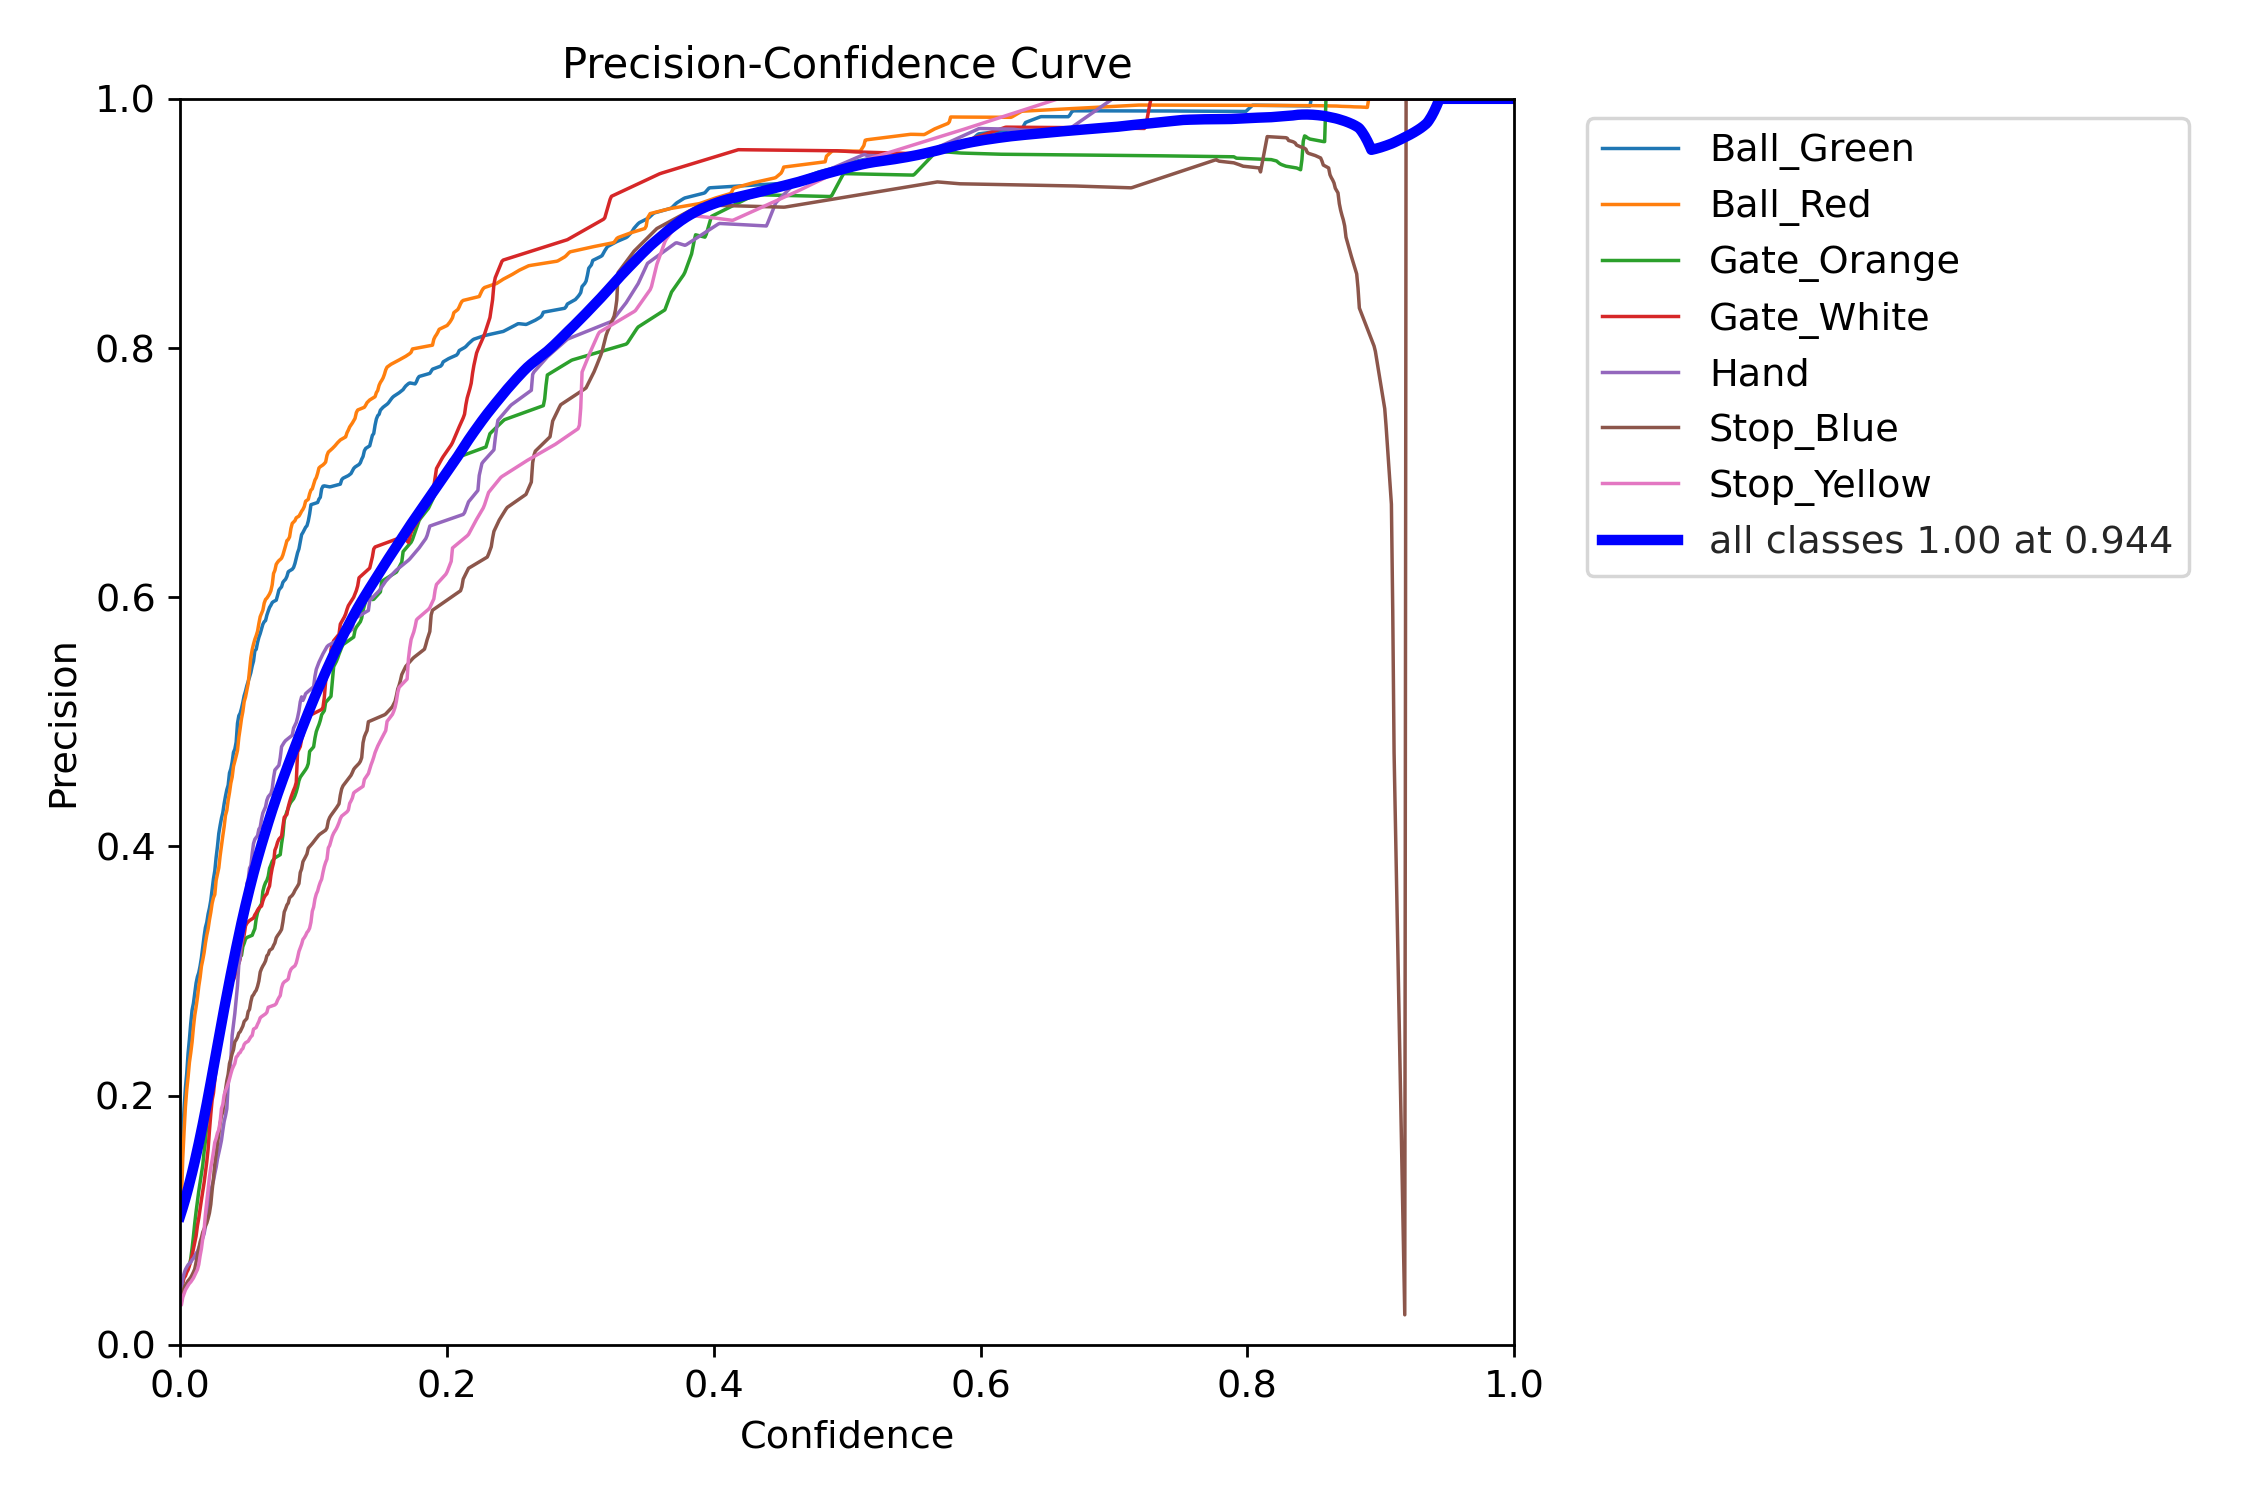 Precision-Confidence Curve
1.0
0.8
0.6
0.4
0.2
0.0
Precision
0.0 0.2 0.4 0.6 0.8 1.0
Confidence
Ball_Green
Ball_Red
Gate_Orange
Gate_White
Hand
Stop_Blue
Stop_Yellow
all classes 1.00 at 0.944